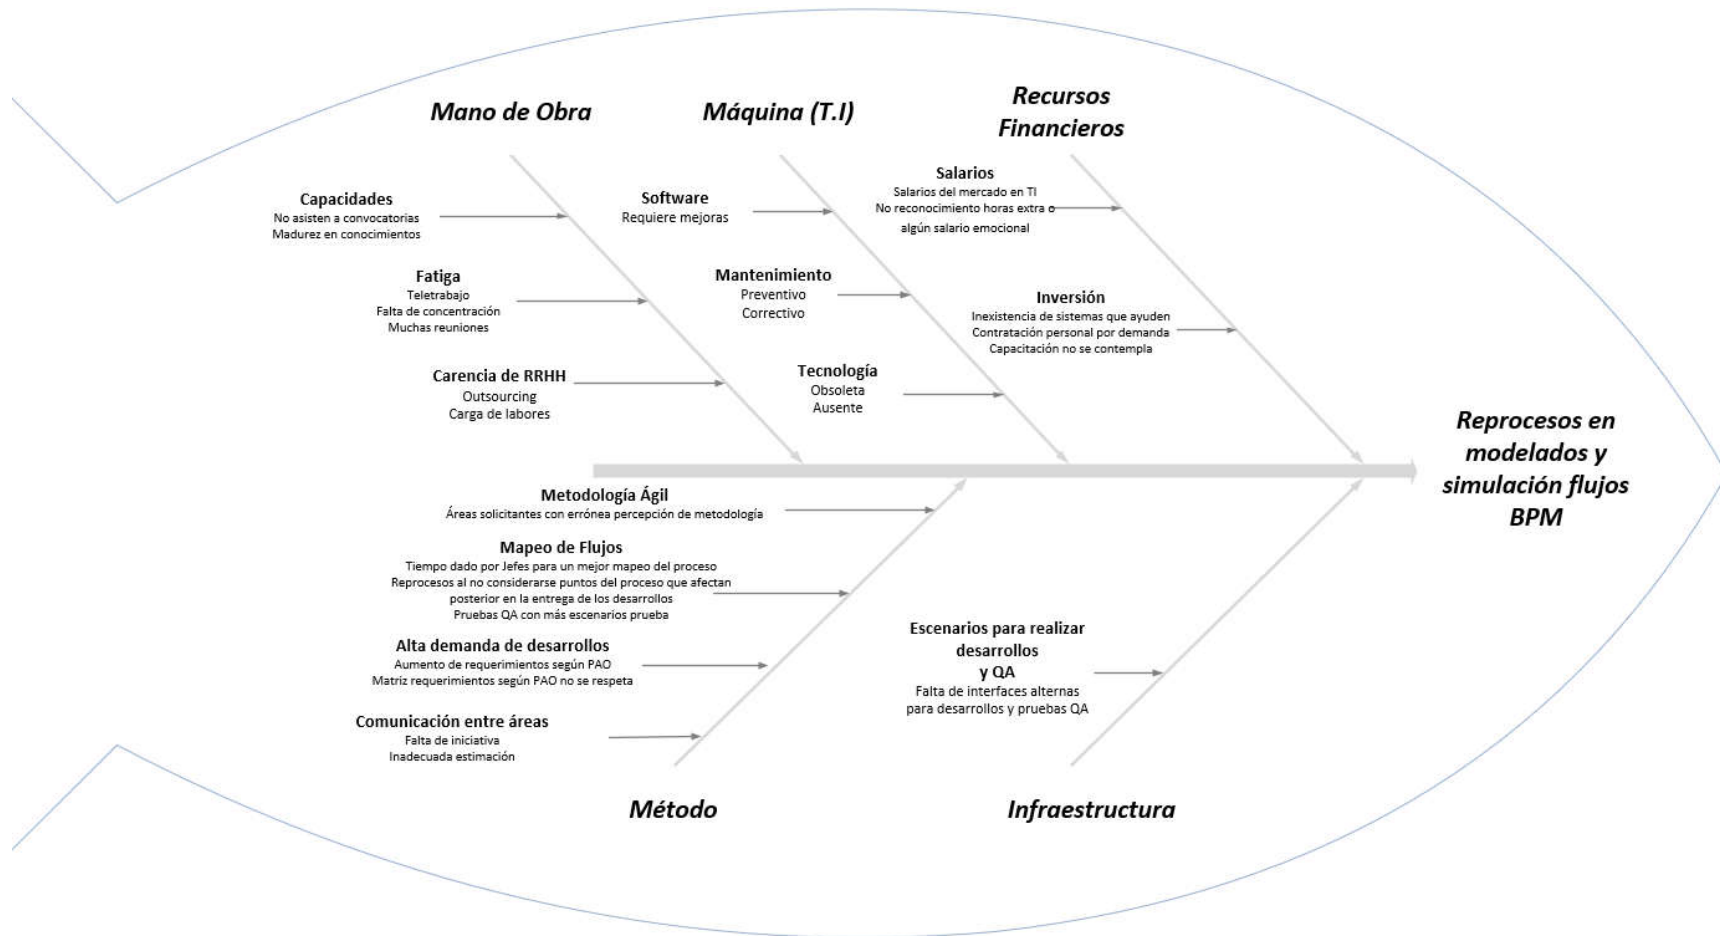 Mano de Obra
Capacidades
No asisten a convocatorias
Madurez en conocimientos
Fatiga
Teletrabajo
Falta de concentración
Muchas reuniones
Carencia de RRHH
Outsourcing
Carga de labores
Máquina (T.I)
Software
Requiere mejoras
Mantenimiento
Preventivo
Correctivo
Tecnología
Obsoleta
Ausente
Recursos
Financieros
Salarios
Salarios del mercado en TI
No reconocimiento horas extra o
algún salario emocional
Inversión
Inexistencia de sistemas que ayuden
Contratación personal por demanda
Capacitación no se contempla
Reprocesos en
modelados y
simulación flujos
BPM
Metodología Ágil
Áreas solicitantes con errónea percepción de metodología
Mapeo de Flujos
Tiempo dado por Jefes para un mejor mapeo del proceso
Reprocesos al no considerarse puntos del proceso que afectan
posterior en la entrega de los desarrollos
Pruebas QA con más escenarios prueba
Alta demanda de desarrollos
Aumento de requerimientos según PAO
Matriz requerimientos según PAO no se respeta
Comunicación entre áreas
Falta de iniciativa
Inadecuada estimación
Método
Escenarios para realizar
desarrollos
y QA
Falta de interfaces alternas
para desarrollos y pruebas QA
Infraestructura